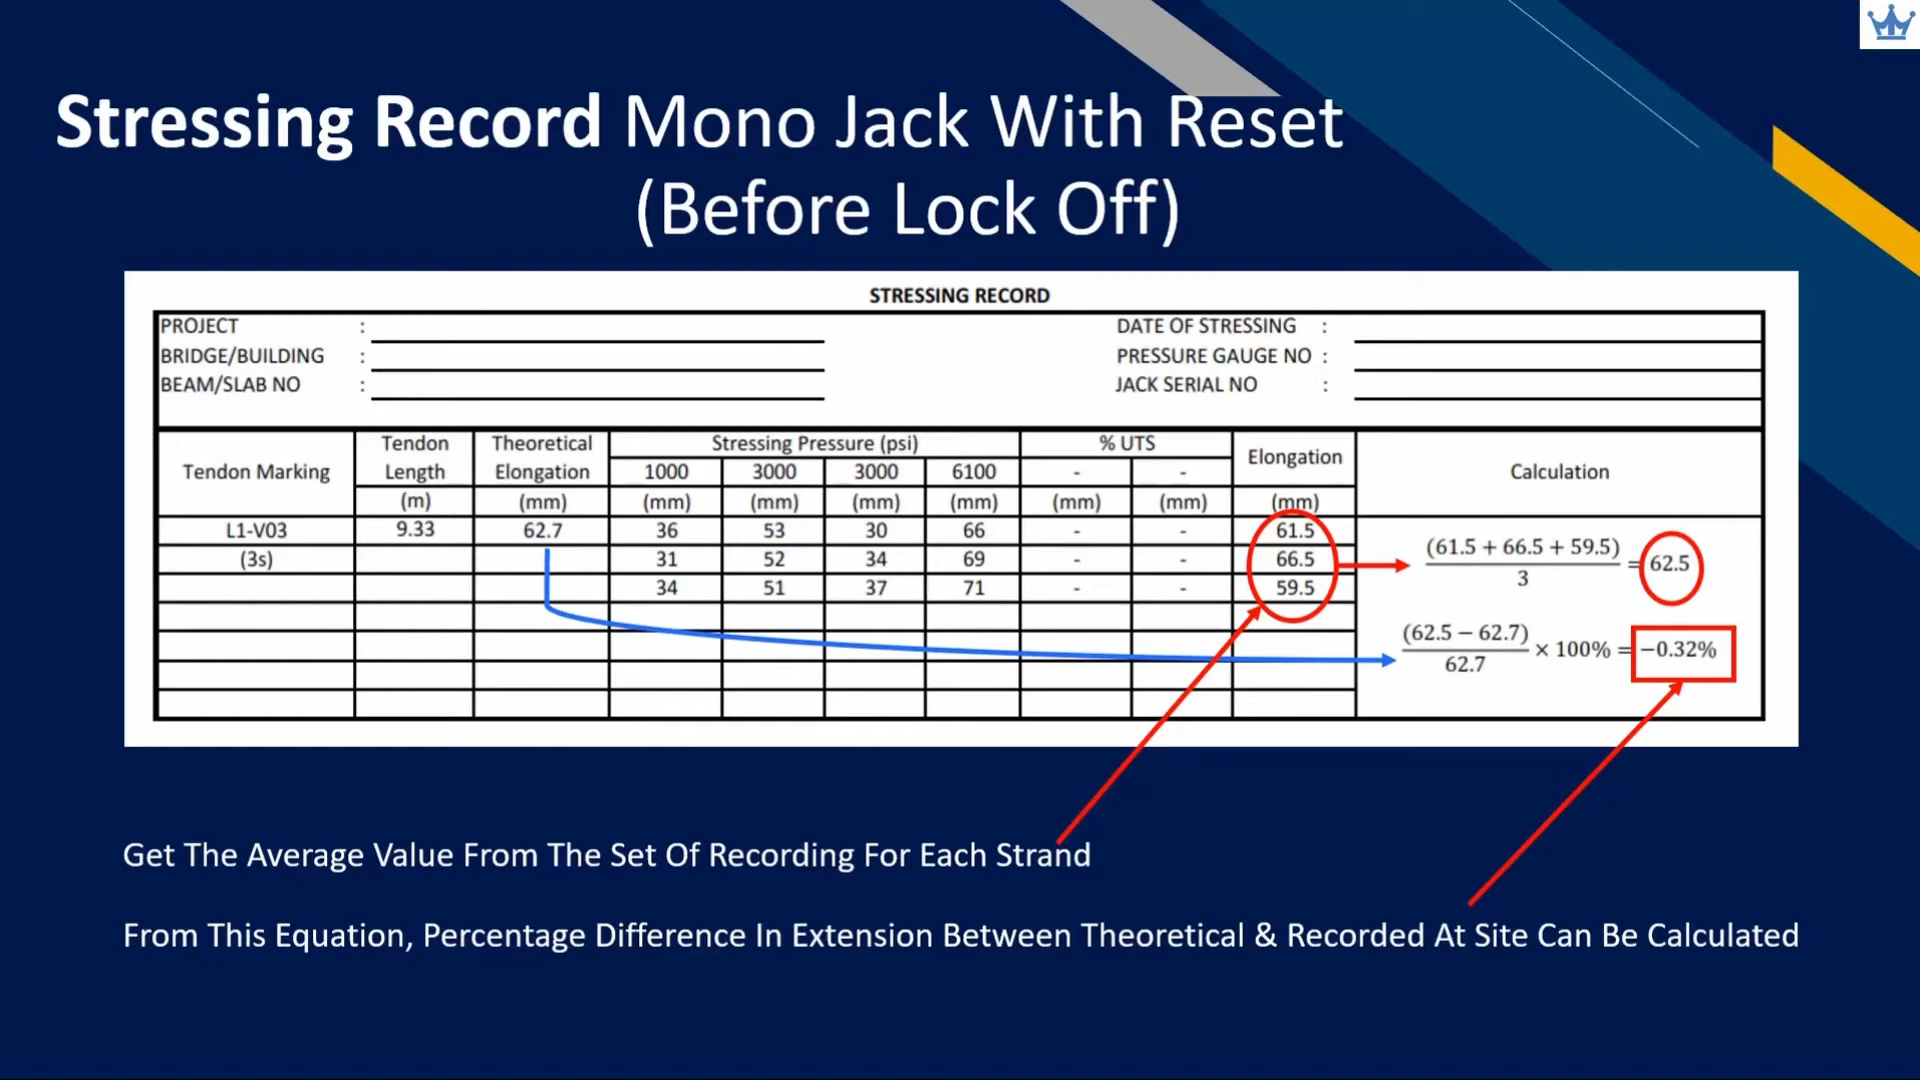 Stressing Record Mono Jack With Reset
(Before Lock Off)
STRESSING RECORD
PROJECT : DATE OF STRESSING :
BRIDGE/BUILDING : PRESSURE GAUGE NO :
BEAM/SLAB NO : JACK SERIAL NO :
Tendon Marking Tendon Length (m) Theoretical Elongation (mm) Stressing Pressure (psi) % UTS Elongation (mm) Calculation
1000 3000 3000 6100 - -
(mm) (mm) (mm) (mm) (mm) (mm)
L1-V03 9.33 62.7 36 53 30 66 - - 61.5
(3s) 31 52 34 69 - - 66.5
34 51 37 71 - - 59.5
(61.5 + 66.5 + 59.5)
3
= 62.5
(62.5 − 62.7)
62.7
× 100% = −0.32%
Get The Average Value From The Set Of Recording For Each Strand
From This Equation, Percentage Difference In Extension Between Theoretical & Recorded At Site Can Be Calculated